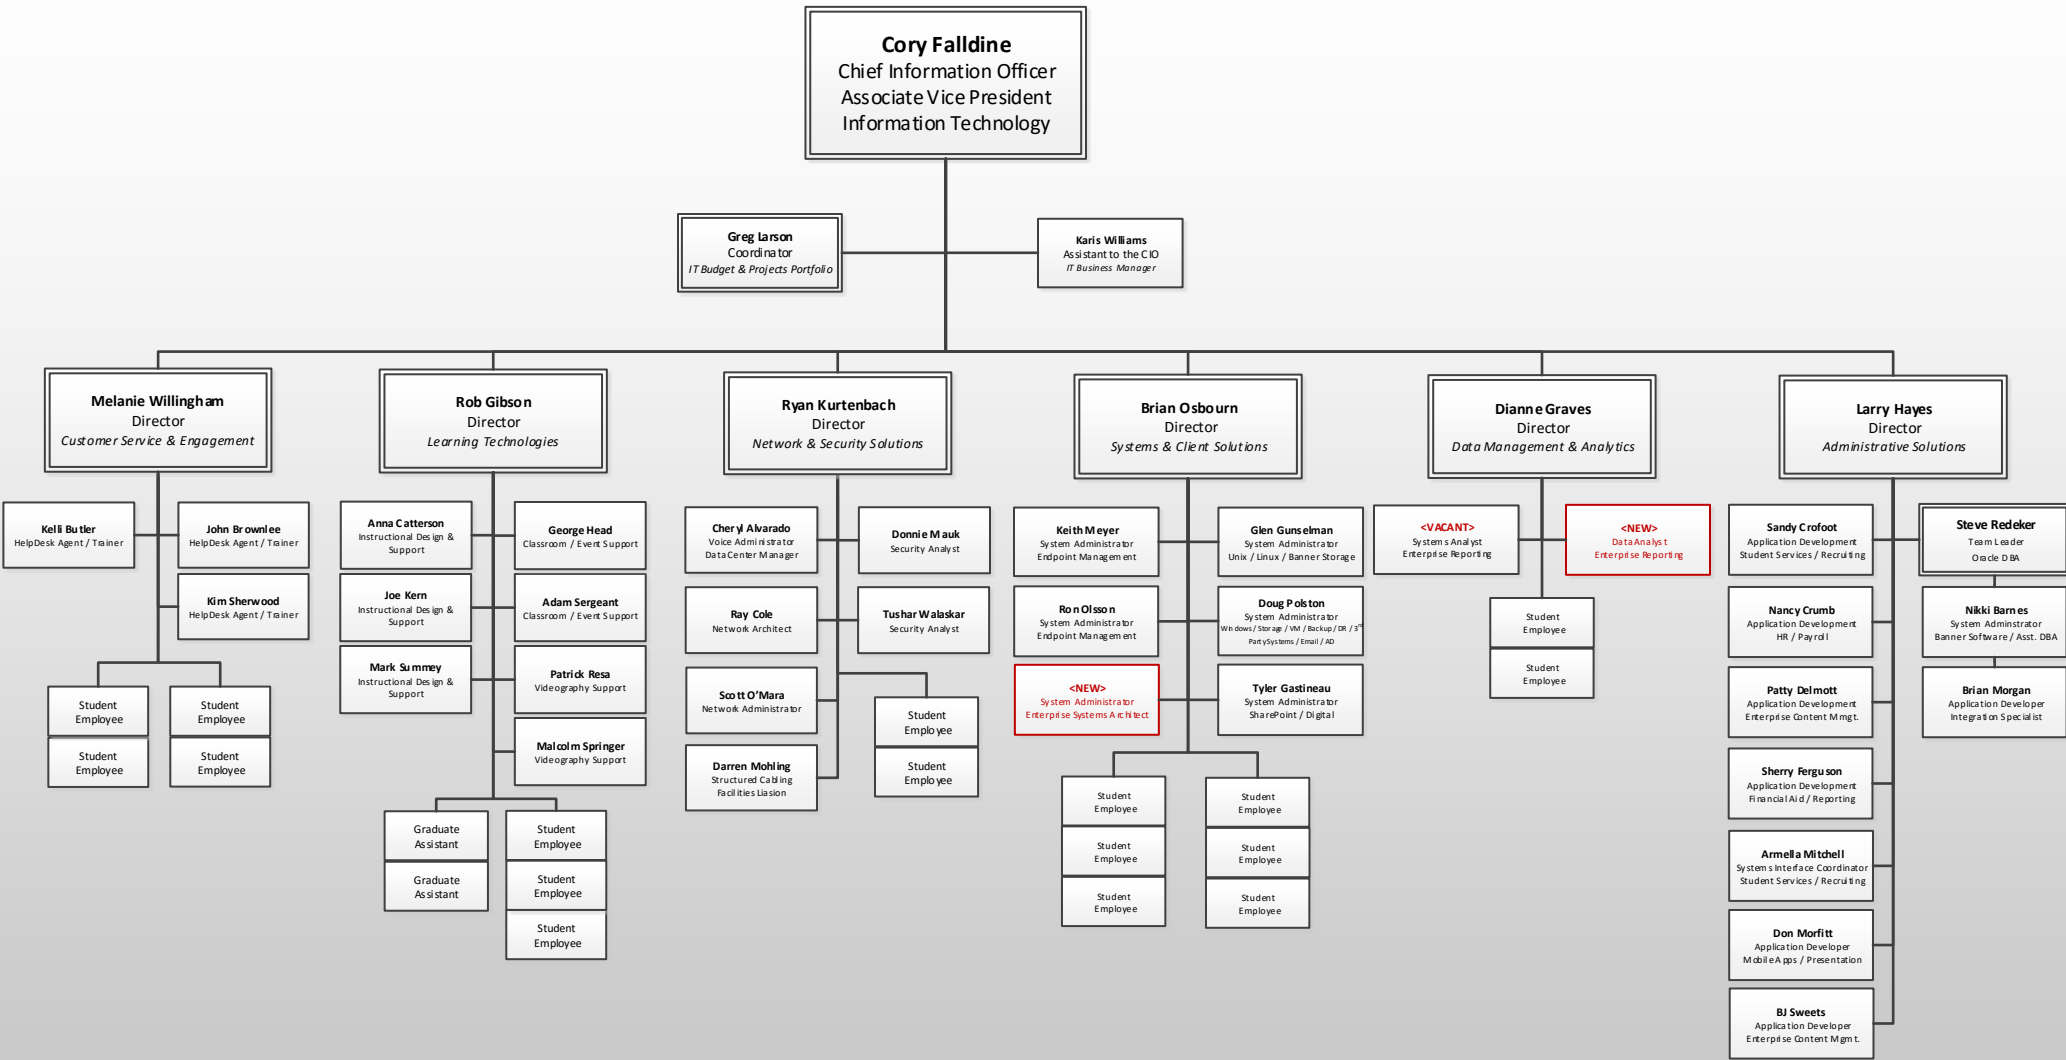 Cory Falldine
Chief Information Officer
Associate Vice President
Information Technology
Greg Larson
Coordinator
IT Budget & Projects Portfolio
Karis Williams
Assistant to the CIO
IT Business Manager
Melanie Willingham
Director
Customer Service & Engagement
Rob Gibson
Director
Learning Technologies
Ryan Kurtenbach
Director
Network & Security Solutions
Brian Osbourn
Director
Systems & Client Solutions
Dianne Graves
Director
Data Management & Analytics
Larry Hayes
Director
Administrative Solutions
Kelli Butler
HelpDesk Agent / Trainer
John Brownlee
HelpDesk Agent / Trainer
Kim Sherwood
HelpDesk Agent / Trainer
Student
Employee
Student
Employee
Student
Employee
Student
Employee
Anna Catterson
Instructional Design &
Support
George Head
Classroom / Event Support
Joe Kern
Instructional Design &
Support
Adam Sergeant
Classroom / Event Support
Mark Summey
Instructional Design &
Support
Patrick Resa
Videography Support
Malcolm Springer
Videography Support
Graduate
Assistant
Graduate
Assistant
Student
Employee
Student
Employee
Student
Employee
Cheryl Alvarado
Voice Administrator
Data Center Manager
Donnie Mauk
Security Analyst
Ray Cole
Network Architect
Tushar Walaskar
Security Analyst
Scott O'Mara
Network Administrator
Darren Mohling
Structured Cabling
Facilities Liasion
Student
Employee
Student
Employee
Keith Meyer
System Administrator
Endpoint Management
Glen Gunselman
System Administrator
Unix / Linux / Banner Storage
Ron Olsson
System Administrator
Endpoint Management
Doug Polston
System Administrator
Windows / Storage / VM / Backup / DR / 3rd
Party Systems / Email / AD
<NEW>
System Administrator
Enterprise Systems Architect
Tyler Gastineau
System Administrator
SharePoint / Digital
Student
Employee
Student
Employee
Student
Employee
Student
Employee
Student
Employee
Student
Employee
<VACANT>
Systems Analyst
Enterprise Reporting
<NEW>
Data Analyst
Enterprise Reporting
Student
Employee
Student
Employee
Sandy Crofoot
Application Development
Student Services / Recruiting
Steve Redeker
Team Leader
Oracle DBA
Nancy Crumb
Application Development
HR / Payroll
Nikki Barnes
System Adminstrator
Banner Software / Asst. DBA
Patty Delmott
Application Development
Enterprise Content Mmgt.
Brian Morgan
Application Developer
Integration Specialist
Sherry Ferguson
Application Development
Financial Aid / Reporting
Armella Mitchell
Systems Interface Coordinator
Student Services / Recruiting
Don Morfitt
Application Developer
Mobile Apps / Presentation
BJ Sweets
Application Developer
Enterprise Content Mgmt.